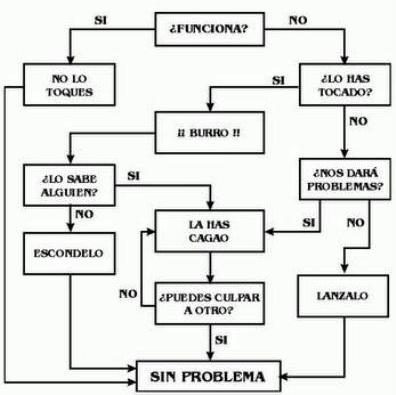 ¿FUNCIONA?
SI
NO
NO LO
TOQUES
¿LO HAS
TOCADO?
SI
NO
¡¡ BURRO !!
¿LO SABE
ALGUIEN?
SI
NO
¿NOS DARÁ
PROBLEMAS?
SI
NO
LA HAS
CAGAO
ESCONDELO
NO
¿PUEDES CULPAR
A OTRO?
SI
LANZALO
SIN PROBLEMA